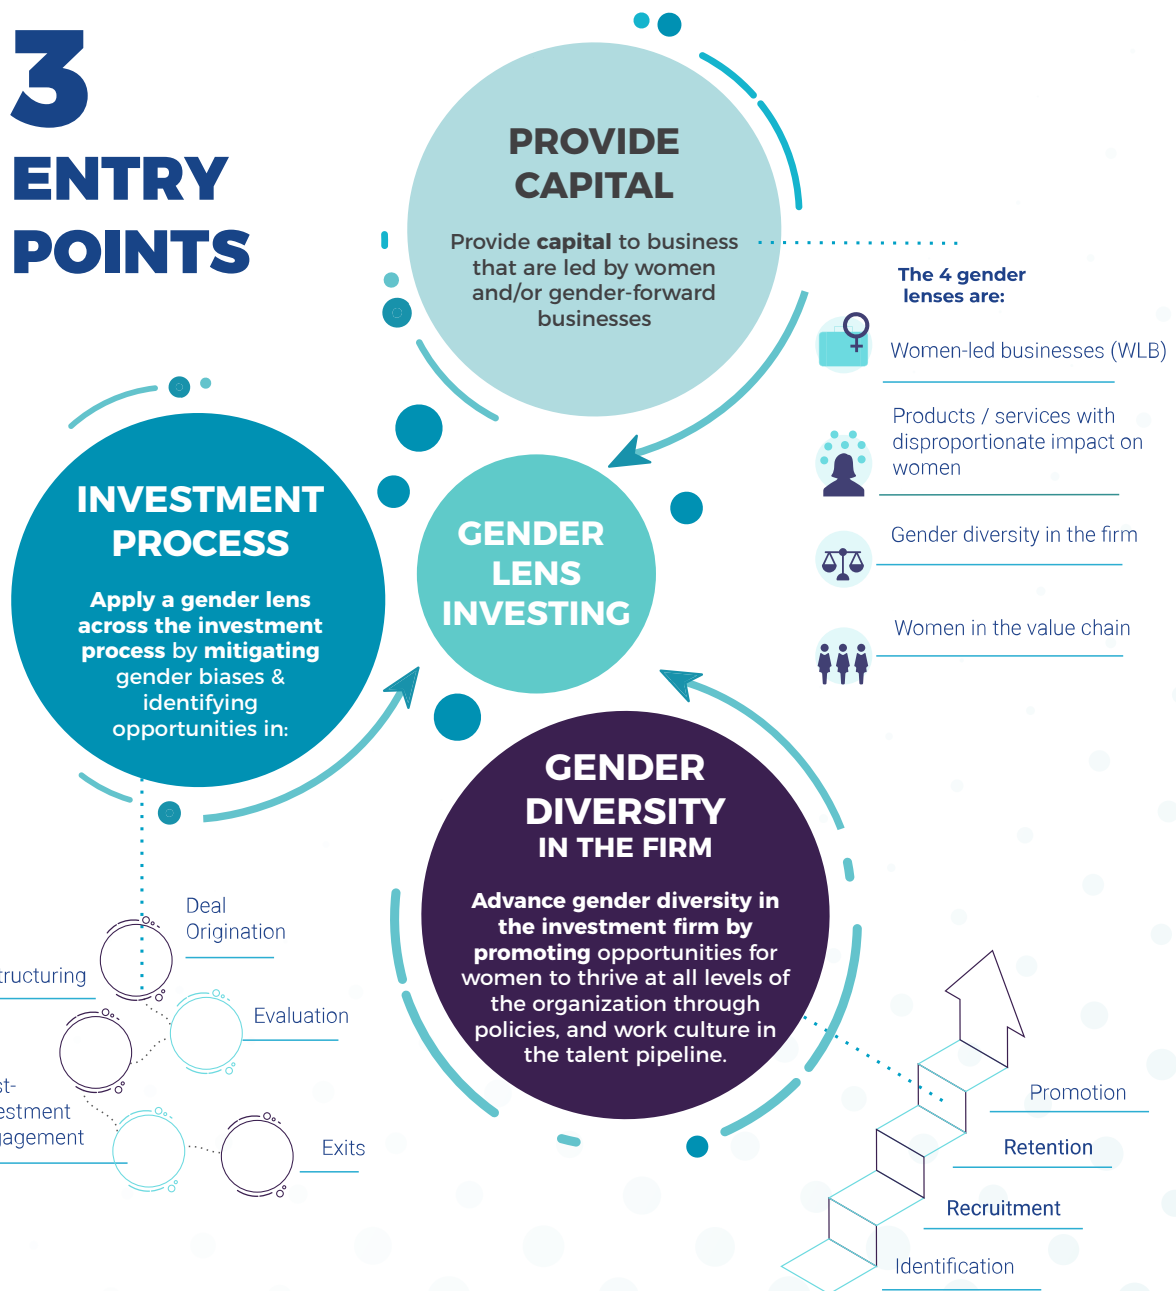 3
ENTRY
POINTS
PROVIDE
CAPITAL
Provide capital to business
that are led by women
and/or gender-forward
businesses
The 4 gender
lenses are:
Women-led businesses (WLB)
Products / services with
disproportionate impact on
women
Gender diversity in the firm
Women in the value chain
INVESTMENT
PROCESS
Apply a gender lens
across the investment
process by mitigating
gender biases &
identifying
opportunities in:
GENDER
LENS
INVESTING
GENDER
DIVERSITY
IN THE FIRM
Advance gender diversity in
the investment firm by
promoting opportunities for
women to thrive at all levels of
the organization through
policies, and work culture in
the talent pipeline.
Deal
Origination
Evaluation
Exits
Promotion
Retention
Recruitment
Identification